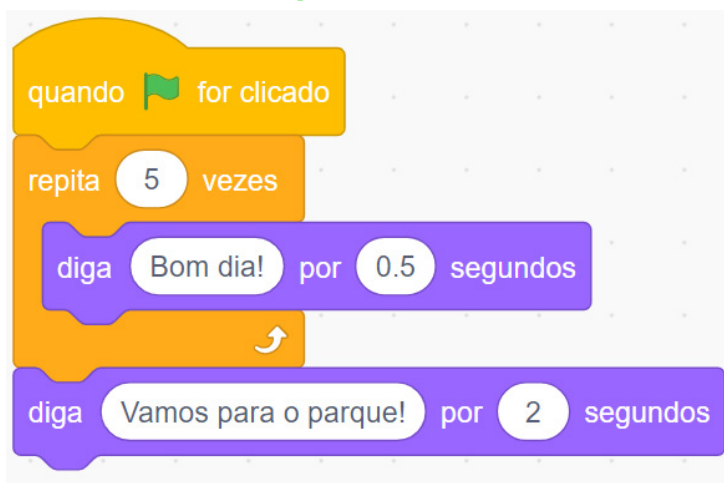 quando for clicado
repita 5 vezes
diga Bom dia! por 0.5 segundos
diga Vamos para o parque! por 2 segundos